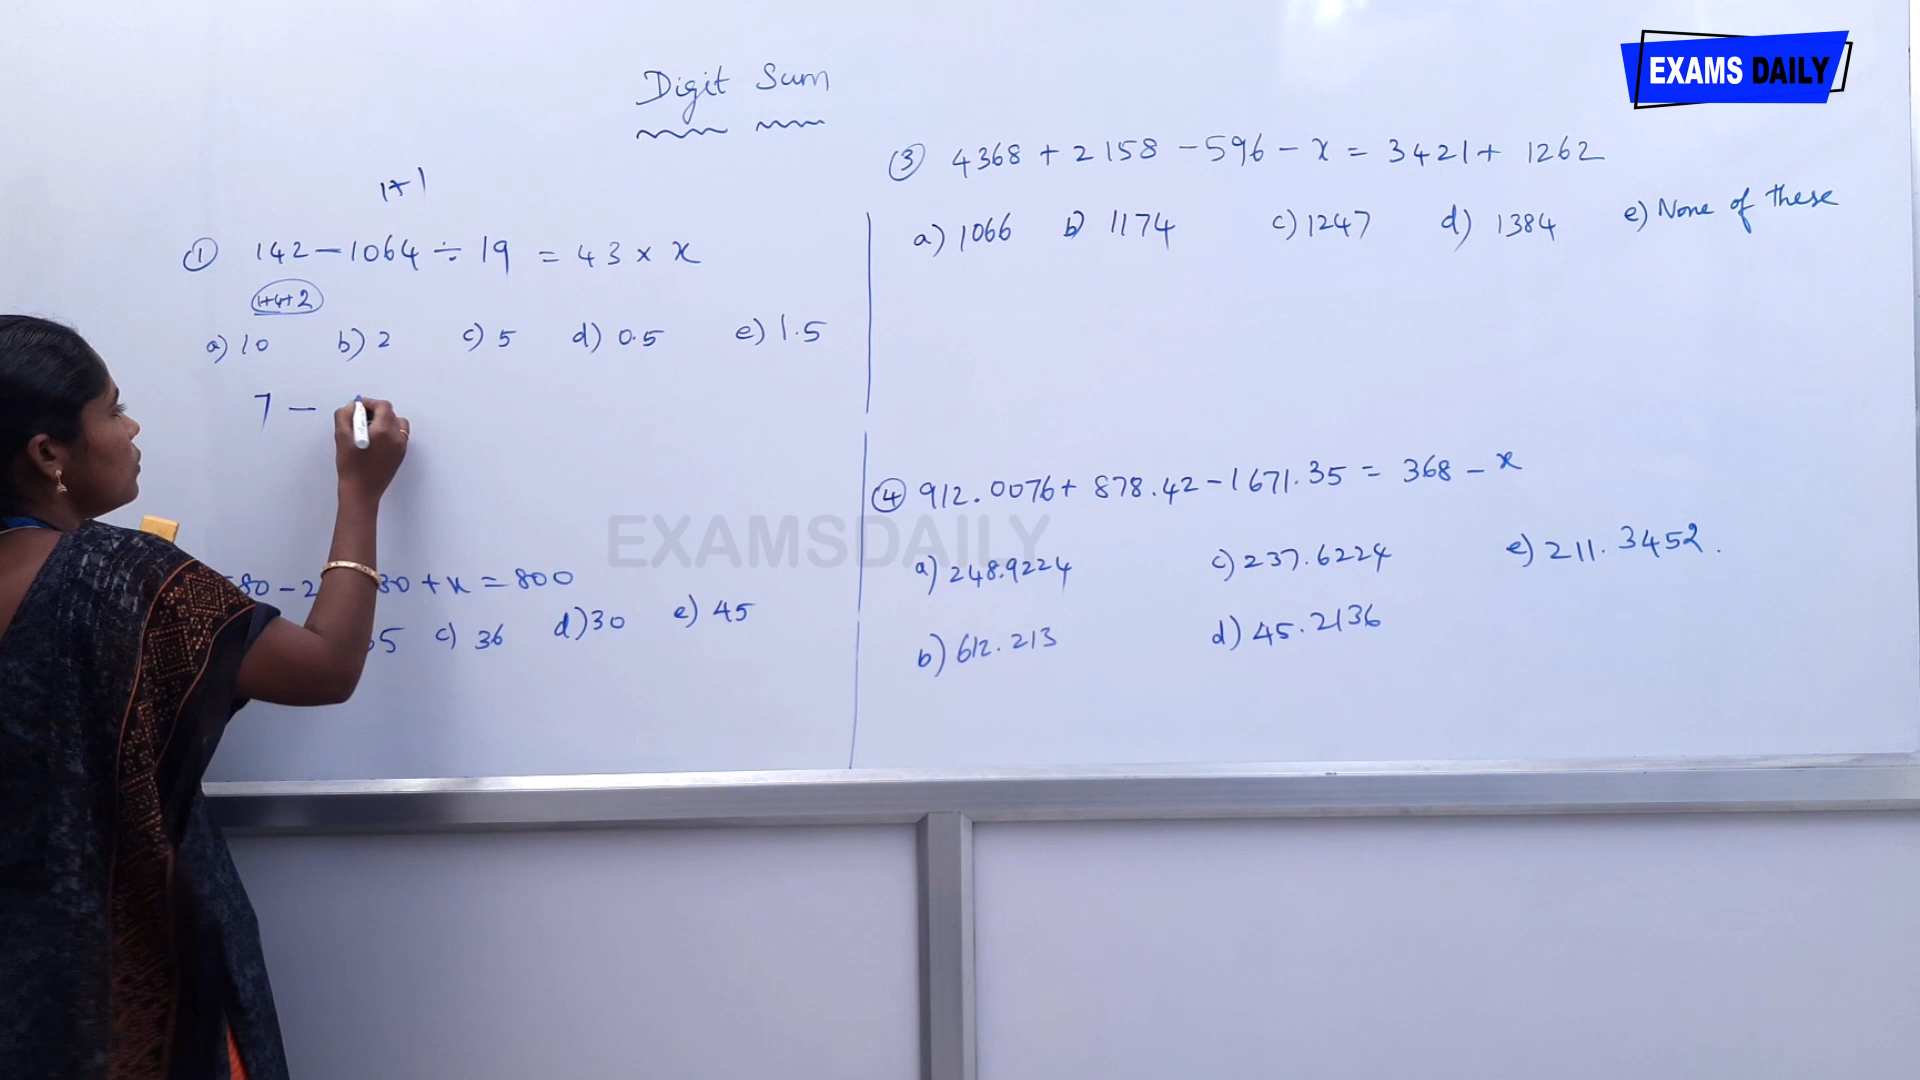 EXAMS DAILY
Digit Sum
1+1
① 142 - 1064 ÷ 19 = 43 × x
1+4+2
a) 10 b) 2 c) 5 d) 0.5 e) 1.5
7 -
80 - 2 30 + x = 800
5 c) 36 d) 30 e) 45
③ 4368 + 2158 - 596 - x = 3421 + 1262
a) 1066 b) 1174 c) 1247 d) 1384 e) None of these
④ 912.0076 + 878.42 - 1671.35 = 368 - x
a) 248.9224 c) 237.6224 e) 211.3452.
b) 612.213 d) 45.2136
EXAMSDAILY